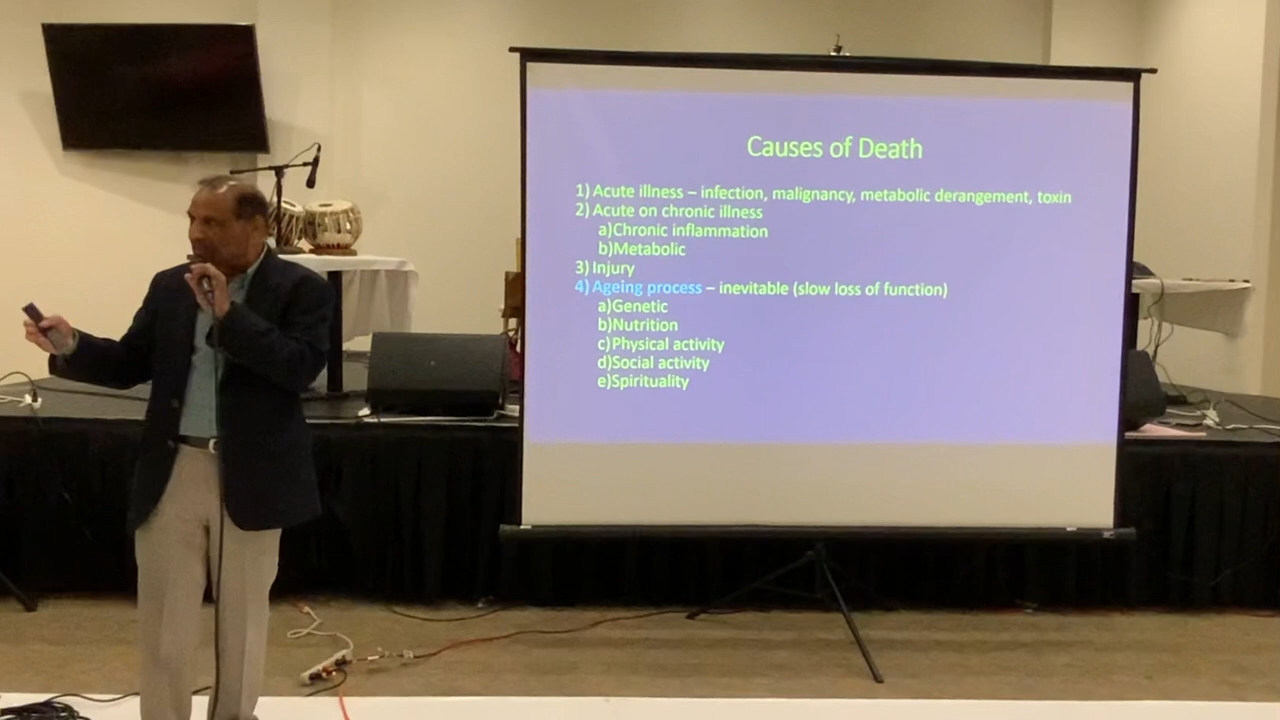 Causes of Death
1) Acute illness – infection, malignancy, metabolic derangement, toxin
2) Acute on chronic illness
a)Chronic inflammation
b)Metabolic
3) Injury
4) Ageing process – inevitable (slow loss of function)
a)Genetic
b)Nutrition
c)Physical activity
d)Social activity
e)Spirituality